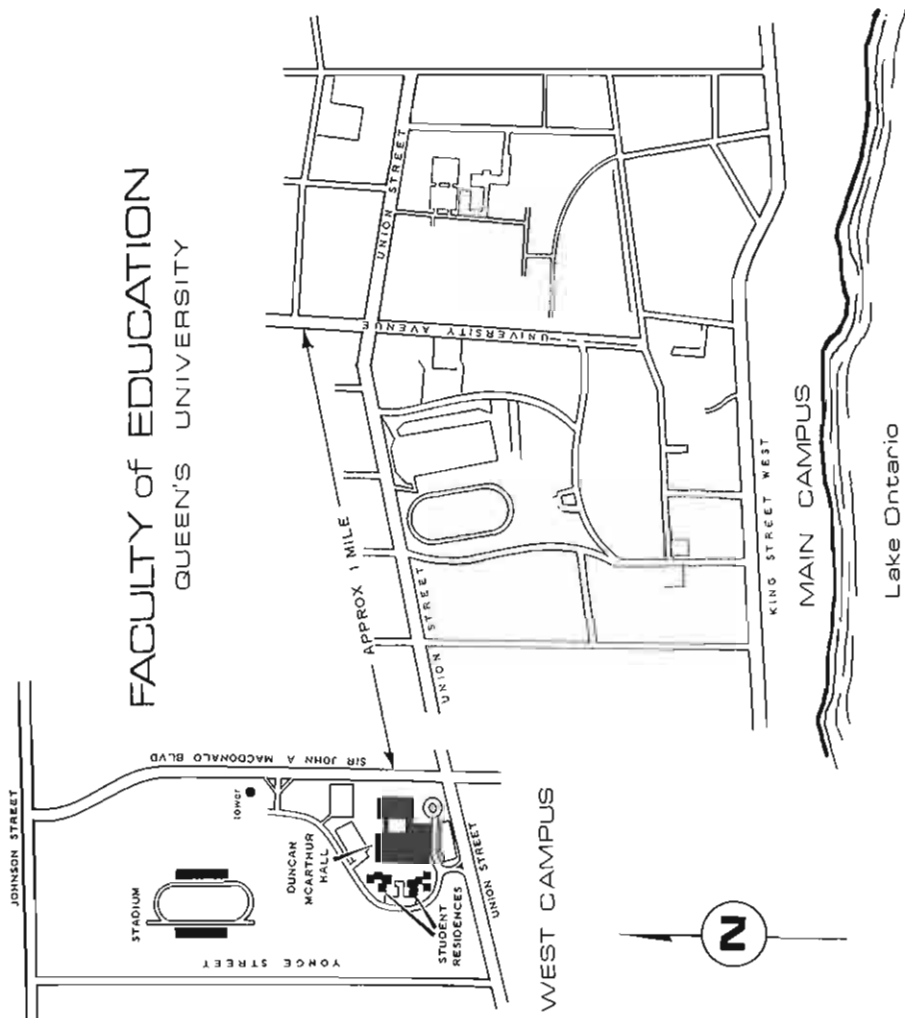 FACULTY of EDUCATION
QUEEN'S UNIVERSITY
JOHNSON STREET
SIR JOHN A MACDONALD BLVD
tower
STADIUM
DUNCAN
MCARTHUR
HALL
STUDENT
RESIDENCES
YONGE STREET
UNION STREET
WEST CAMPUS
APPROX 1 MILE
UNION STREET
UNION STREET
UNIVERSITY AVENUE
UNIVERSITY AVENUE
KING STREET WEST
MAIN CAMPUS
Lake Ontario
N